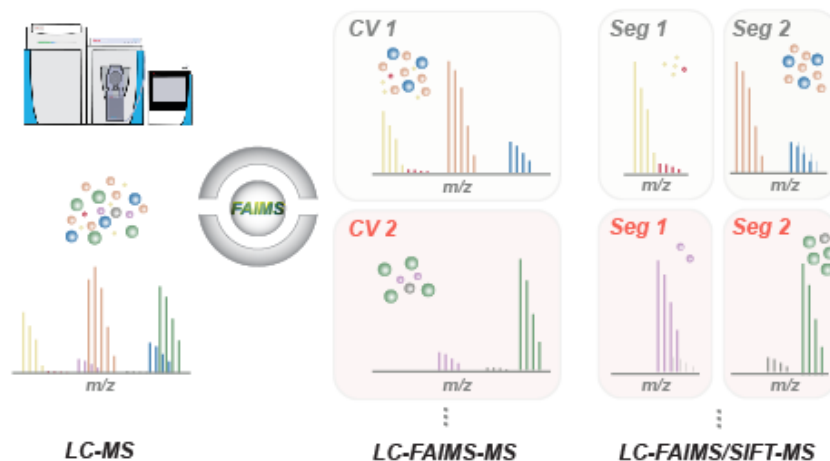 CV 1
Seg 1
Seg 2
m/z
m/z
m/z
FAIMS
CV 2
Seg 1
Seg 2
m/z
m/z
m/z
m/z
LC-MS
LC-FAIMS-MS
LC-FAIMS/SIFT-MS